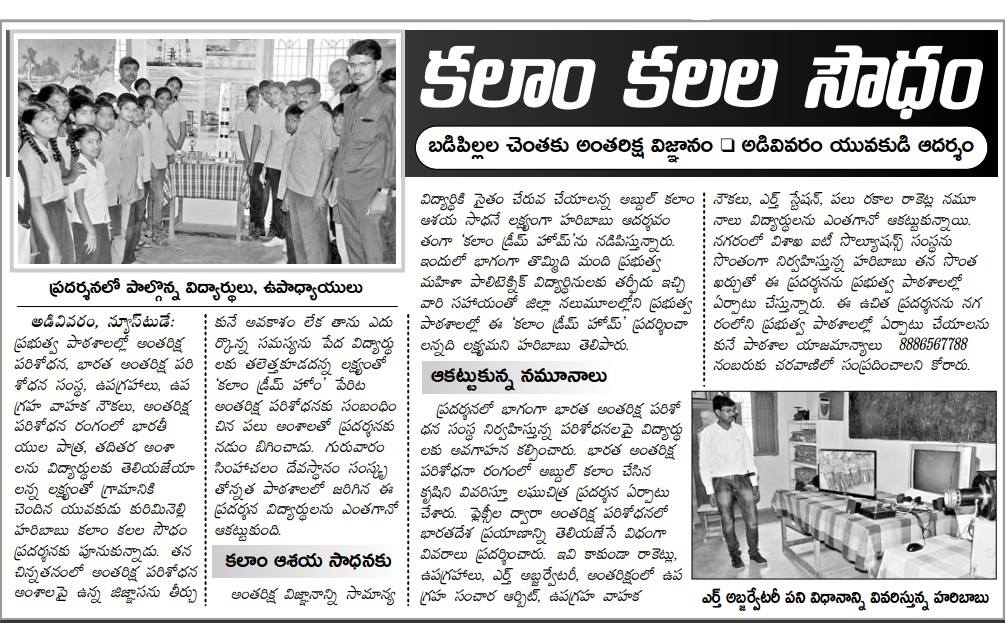 కలాం కలల సౌధం
బడిపిల్లల చెంతకు అంతరిక్ష విజ్ఞానం ❑ అడివివరం యువకుడి ఆదర్శం
ప్రదర్శనలో పాల్గొన్న విద్యార్థులు, ఉపాధ్యాయులు
అడివివరం, న్యూస్‌టుడే:
ప్రభుత్వ పాఠశాలల్లో అంతరిక్ష
పరిశోధన, భారత అంతరిక్ష పరి
శోధన సంస్థ, ఉపగ్రహాలు, ఉప
గ్రహ వాహక నౌకలు, అంతరిక్ష
పరిశోధన రంగంలో భారతీ
యుల పాత్ర, తదితర అంశా
లను విద్యార్థులకు తెలియజేయా
లన్న లక్ష్యంతో గ్రామానికి
చెందిన యువకుడు కురిమినెల్లి
హరిబాబు కలాం కలల సౌధం
ప్రదర్శనకు పూనుకున్నాడు. తన
చిన్నతనంలో అంతరిక్ష పరిశోధన
అంశాలపై ఉన్న జిజ్ఞాసను తీర్చు
కునే అవకాశం లేక తాను ఎదు
ర్కొన్న సమస్యను పేద విద్యార్థు
లకు తలెత్తకూడదన్న లక్ష్యంతో
'కలాం డ్రీమ్ హోం' పేరిట
అంతరిక్ష పరిశోధనకు సంబంధిం
చిన పలు అంశాలతో ప్రదర్శనకు
నడుం బిగించాడు. గురువారం
సింహాచలం దేవస్థానం సంస్కృ
తోన్నత పాఠశాలలో జరిగిన ఈ
ప్రదర్శన విద్యార్థులను ఎంతగానో
ఆకట్టుకుంది.
కలాం ఆశయ సాధనకు
అంతరిక్ష విజ్ఞానాన్ని సామాన్య
విద్యార్థికి సైతం చేరువ చేయాలన్న అబ్దుల్ కలాం
ఆశయ సాధనే లక్ష్యంగా హరిబాబు ఆదర్శవం
తంగా 'కలాం డ్రీమ్ హోమ్'ను నడిపిస్తున్నారు.
ఇందులో భాగంగా తొమ్మిది మంది ప్రభుత్వ
మహిళా పాలిటెక్నిక్ విద్యార్థినులకు తర్ఫీదు ఇచ్చి
వారి సహాయంతో జిల్లా నలుమూలల్లోని ప్రభుత్వ
పాఠశాలల్లో ఈ 'కలాం డ్రీమ్ హోమ్' ప్రదర్శించా
లన్నది లక్ష్యమని హరిబాబు తెలిపారు.
ఆకట్టుకున్న నమూనాలు
ప్రదర్శనలో భాగంగా భారత అంతరిక్ష పరిశో
ధన సంస్థ నిర్వహిస్తున్న పరిశోధనలపై విద్యార్థు
లకు అవగాహన కల్పించారు. భారత అంతరిక్ష
పరిశోధనా రంగంలో అబ్దుల్ కలాం చేసిన
కృషిని వివరిస్తూ లఘుచిత్ర ప్రదర్శన ఏర్పాటు
చేశారు. ఫ్లెక్సీల ద్వారా అంతరిక్ష పరిశోధనలో
భారతదేశ ప్రయాణాన్ని తెలియజేసే విధంగా
వివరాలు ప్రదర్శించారు. ఇవి కాకుండా రాకెట్లు,
ఉపగ్రహాలు, ఎర్త్ అబ్జర్వేటరీ, అంతరిక్షంలో ఉప
గ్రహ సంచార ఆర్బిట్, ఉపగ్రహ వాహక
నౌకలు, ఎర్త్ స్టేషన్, పలు రకాల రాకెట్ల నమూ
నాలు విద్యార్థులను ఎంతగానో ఆకట్టుకున్నాయి.
నగరంలో విశాఖ ఐటీ సొల్యూషన్స్ సంస్థను
సొంతంగా నిర్వహిస్తున్న హరిబాబు తన సొంత
ఖర్చుతో ఈ ప్రదర్శనను ప్రభుత్వ పాఠశాలల్లో
ఏర్పాటు చేస్తున్నారు. ఈ ఉచిత ప్రదర్శనను నగ
రంలోని ప్రభుత్వ పాఠశాలల్లో ఏర్పాటు చేయాలను
కునే పాఠశాల యాజమాన్యాలు 8886567788
నంబరుకు చరవాణిలో సంప్రదించాలని కోరారు.
ఎర్త్ అబ్జర్వేటరీ పని విధానాన్ని వివరిస్తున్న హరిబాబు